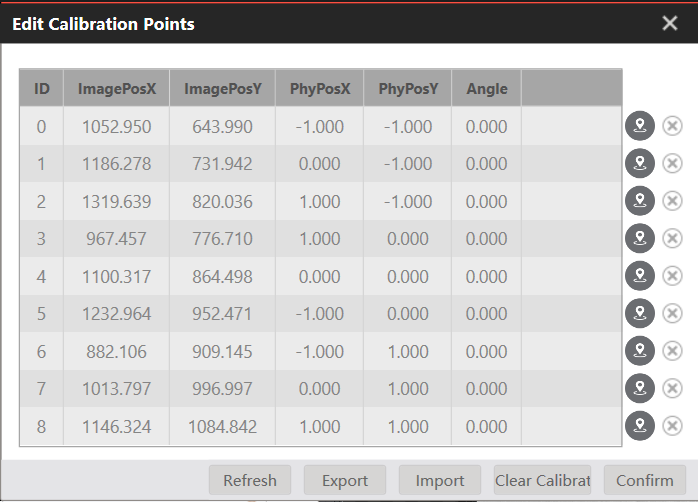 Edit Calibration Points
ID ImagePosX ImagePosY PhyPosX PhyPosY Angle
0 1052.950 643.990 -1.000 -1.000 0.000
1 1186.278 731.942 0.000 -1.000 0.000
2 1319.639 820.036 1.000 -1.000 0.000
3 967.457 776.710 1.000 0.000 0.000
4 1100.317 864.498 0.000 0.000 0.000
5 1232.964 952.471 -1.000 0.000 0.000
6 882.106 909.145 -1.000 1.000 0.000
7 1013.797 996.997 0.000 1.000 0.000
8 1146.324 1084.842 1.000 1.000 0.000
Refresh Export Import Clear Calibrat Confirm